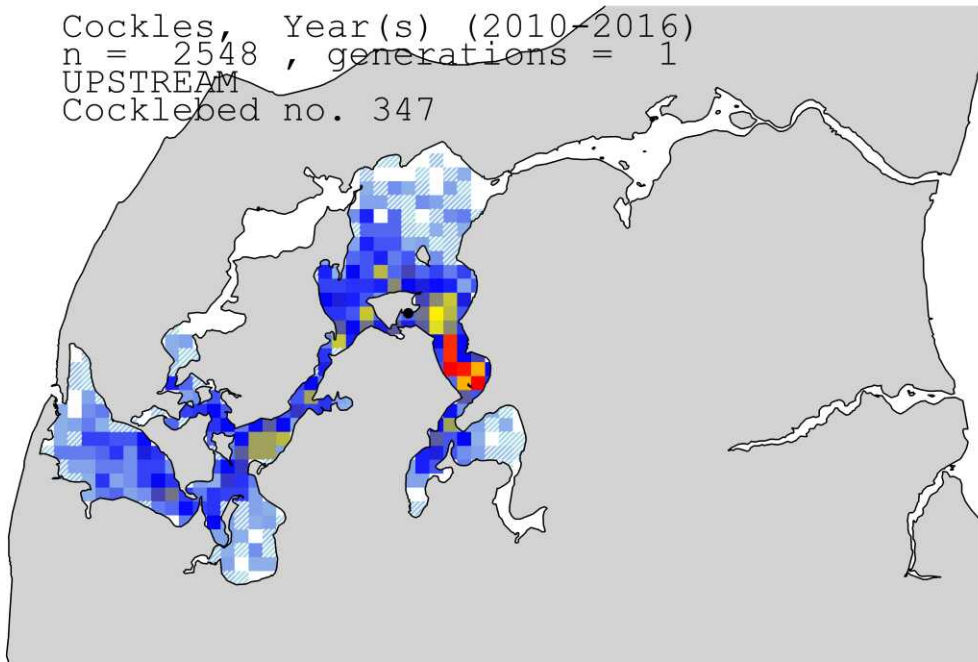 Cockles, Year(s) (2010-2016)
n = 2548 , generations = 1
UPSTREAM
Cocklebed no. 347